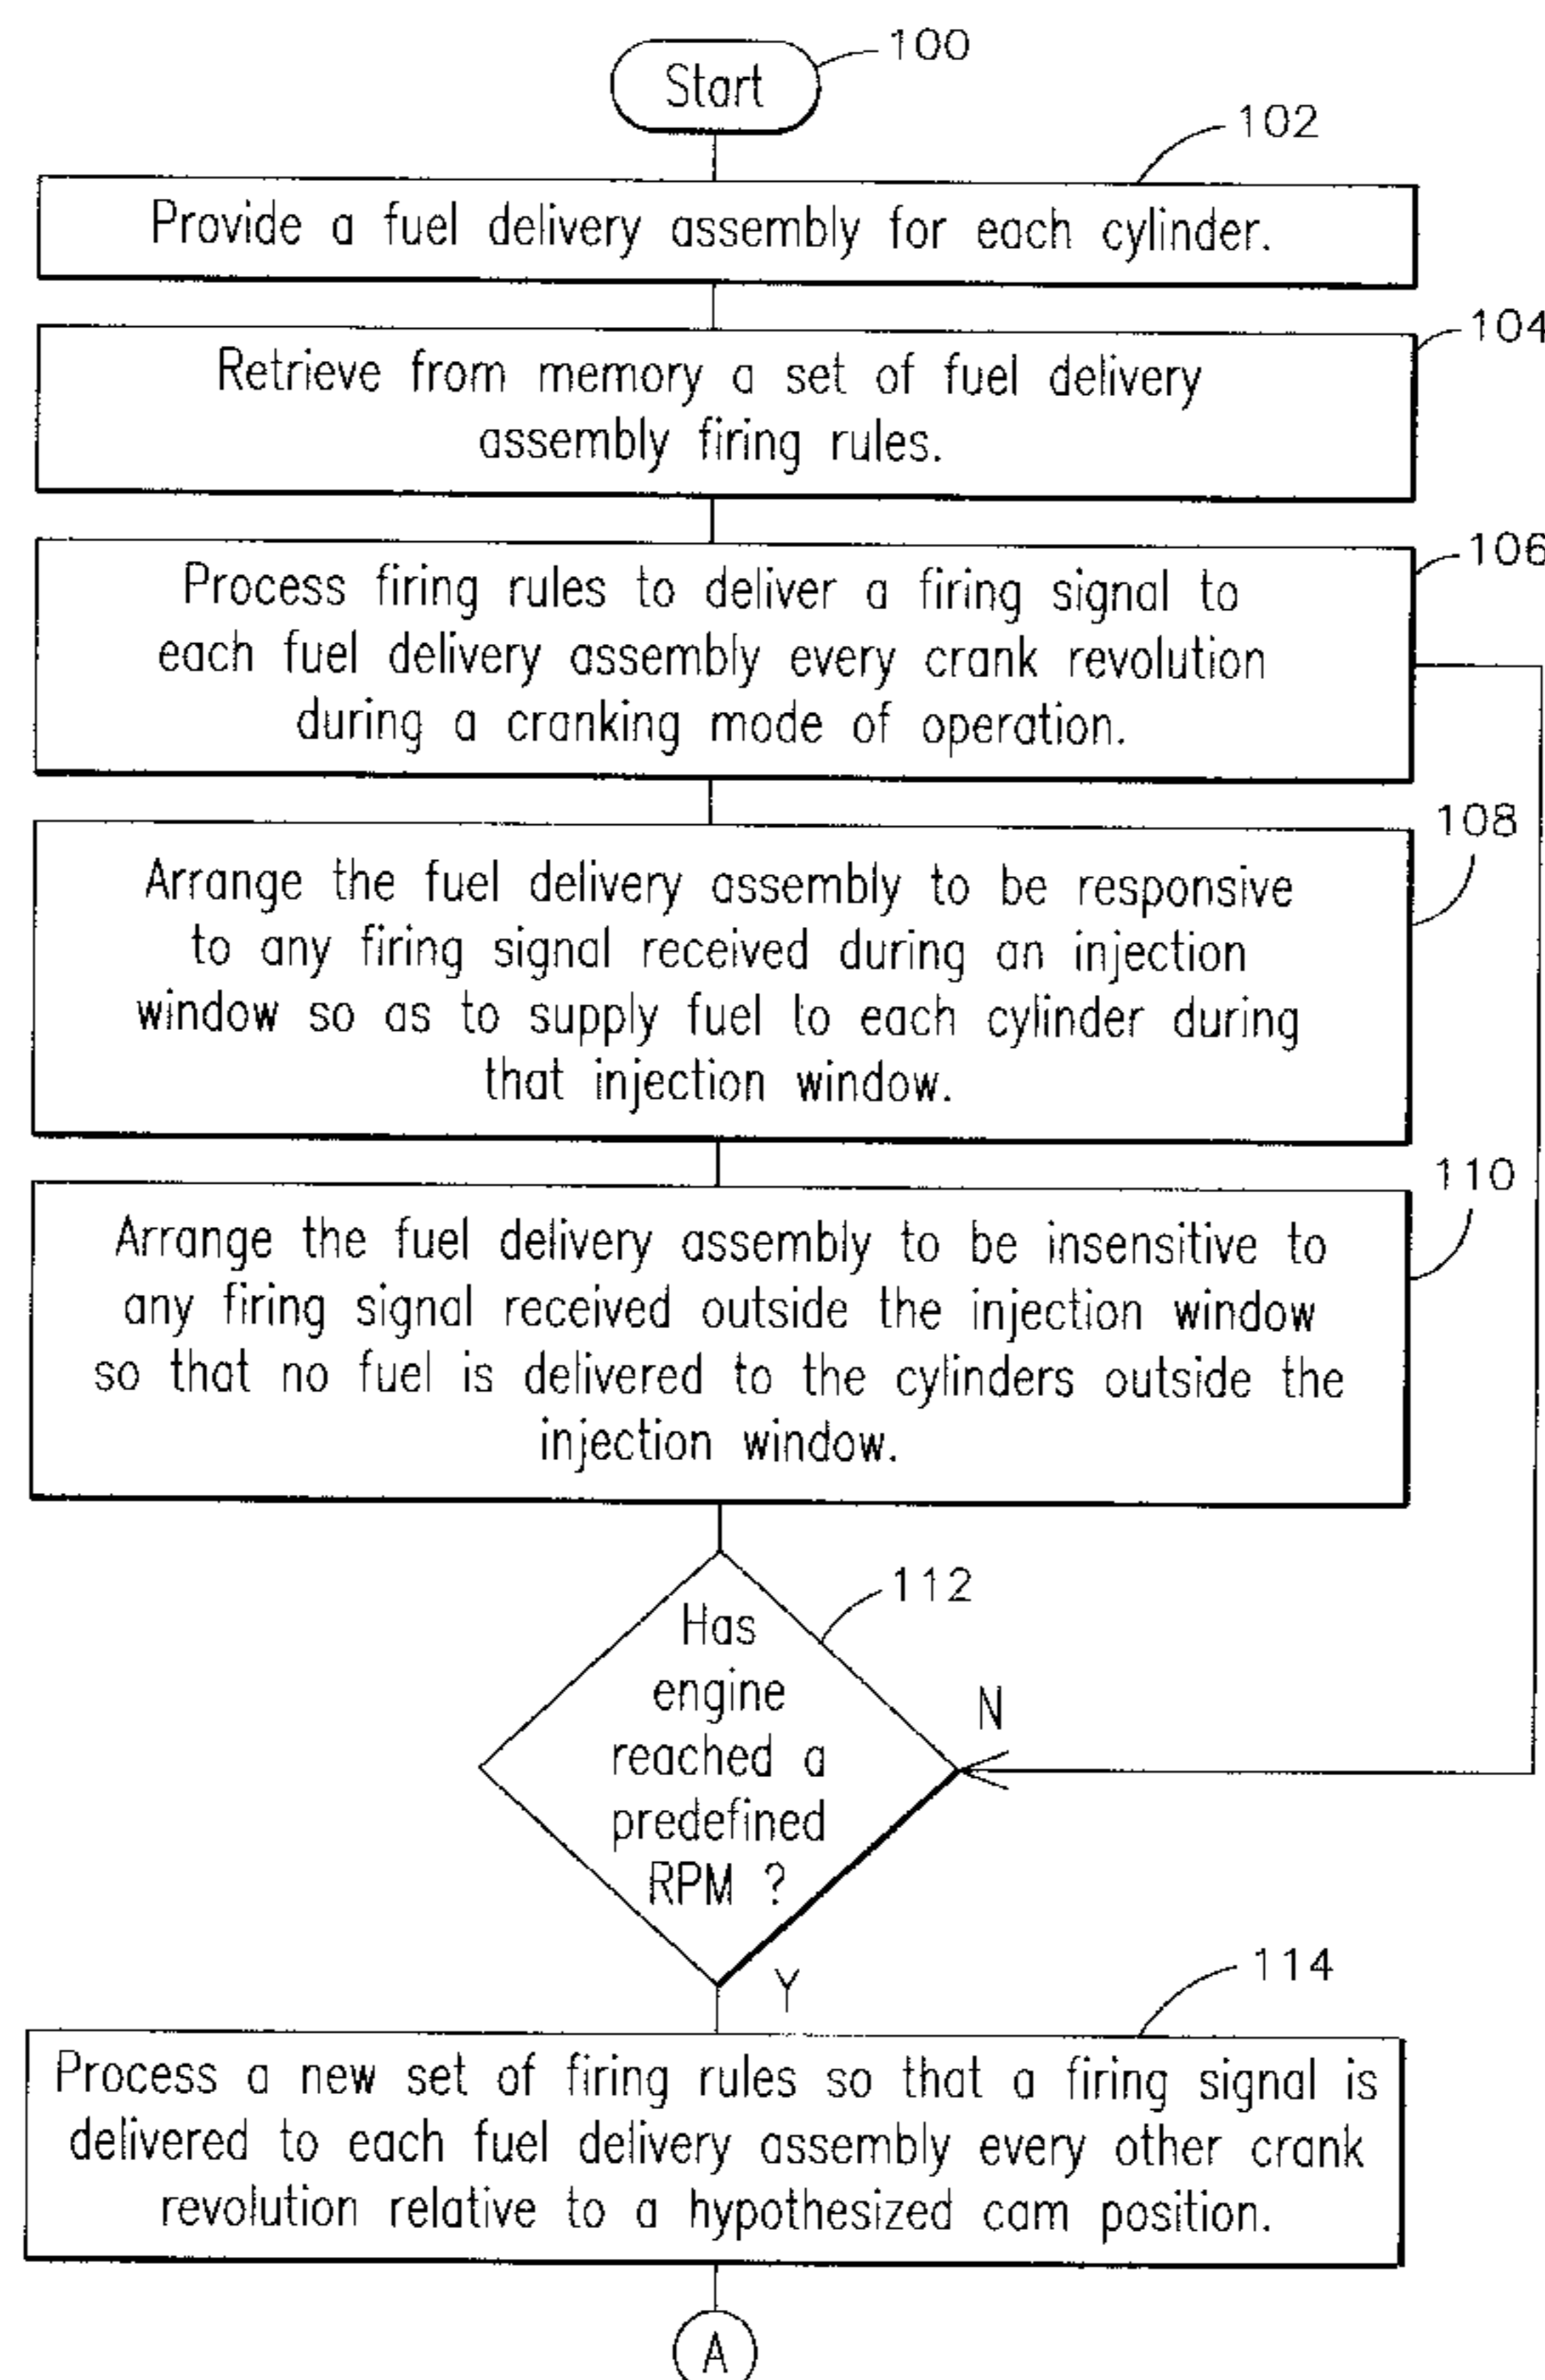 Start
100
102
Provide a fuel delivery assembly for each cylinder.
104
Retrieve from memory a set of fuel delivery
assembly firing rules.
106
Process firing rules to deliver a firing signal to
each fuel delivery assembly every crank revolution
during a cranking mode of operation.
108
Arrange the fuel delivery assembly to be responsive
to any firing signal received during an injection
window so as to supply fuel to each cylinder during
that injection window.
110
Arrange the fuel delivery assembly to be insensitive to
any firing signal received outside the injection window
so that no fuel is delivered to the cylinders outside the
injection window.
112
Has
engine
reached a
predefined
RPM ?
N
Y
114
Process a new set of firing rules so that a firing signal is
delivered to each fuel delivery assembly every other crank
revolution relative to a hypothesized cam position.
A